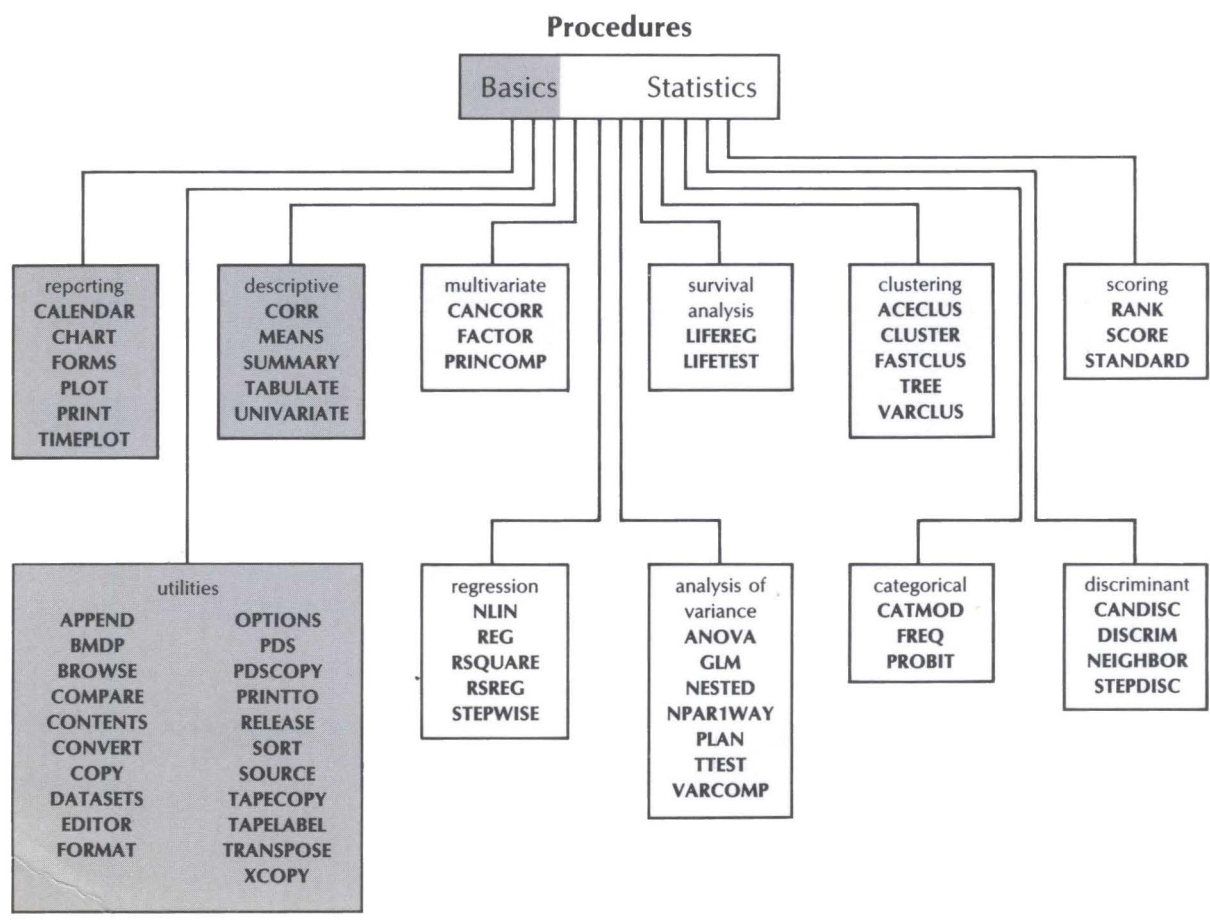 Procedures
Basics Statistics
reporting
CALENDAR
CHART
FORMS
PLOT
PRINT
TIMEPLOT
descriptive
CORR
MEANS
SUMMARY
TABULATE
UNIVARIATE
multivariate
CANCORR
FACTOR
PRINCOMP
survival
analysis
LIFEREG
LIFETEST
clustering
ACECLUS
CLUSTER
FASTCLUS
TREE
VARCLUS
scoring
RANK
SCORE
STANDARD
utilities
APPEND
BMDP
BROWSE
COMPARE
CONTENTS
CONVERT
COPY
DATASETS
EDITOR
FORMAT
OPTIONS
PDS
PDSCOPY
PRINTTO
RELEASE
SORT
SOURCE
TAPECOPY
TAPELABEL
TRANSPOSE
XCOPY
regression
NLIN
REG
RSQUARE
RSREG
STEPWISE
analysis of
variance
ANOVA
GLM
NESTED
NPAR1WAY
PLAN
TTEST
VARCOMP
categorical
CATMOD
FREQ
PROBIT
discriminant
CANDISC
DISCRIM
NEIGHBOR
STEPDISC